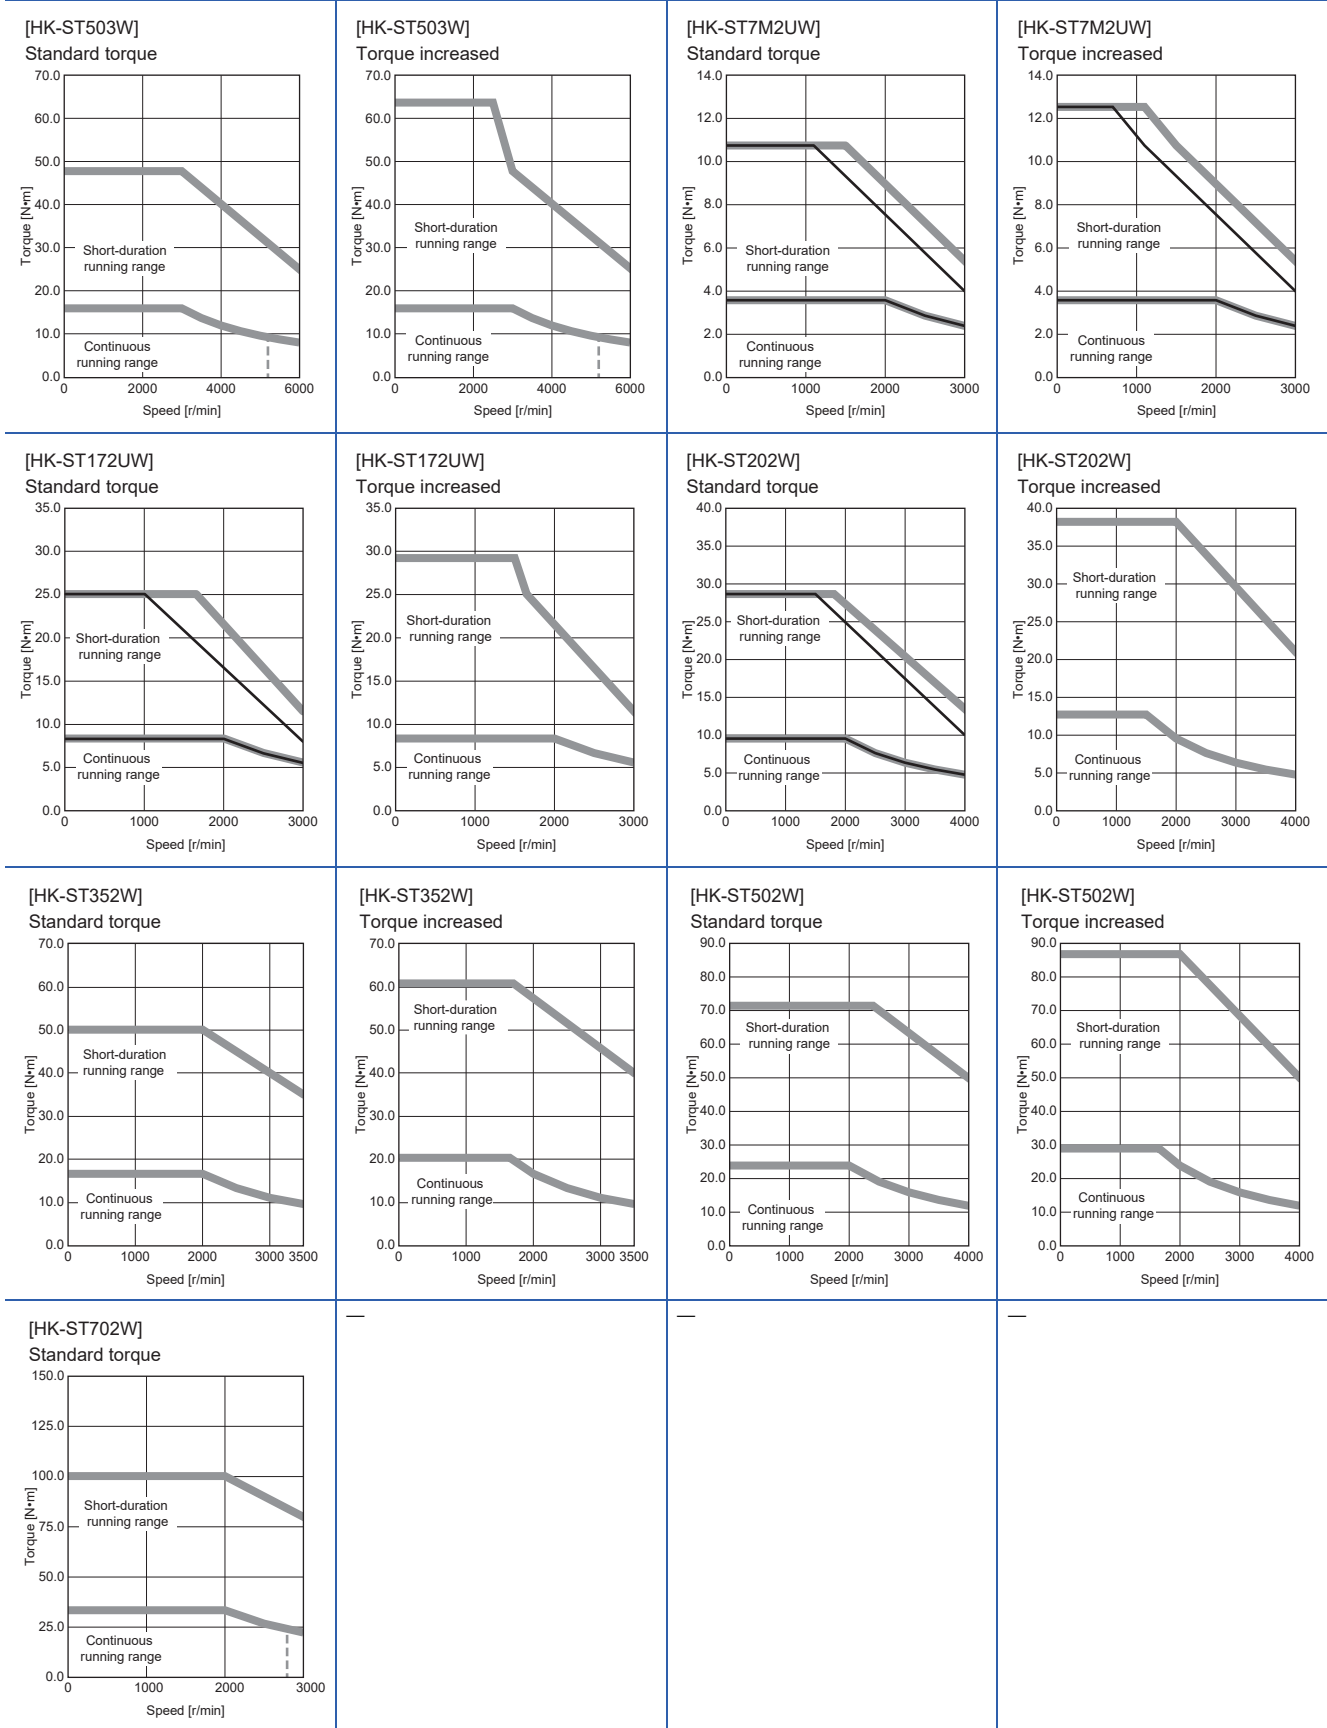 [HK-ST503W]
Standard torque
70.0
60.0
50.0
40.0
30.0
20.0
10.0
0.0
Torque [N•m]
Short-duration
running range
Continuous
running range
0 2000 4000 6000
Speed [r/min]
[HK-ST503W]
Torque increased
70.0
60.0
50.0
40.0
30.0
20.0
10.0
0.0
Torque [N•m]
Short-duration
running range
Continuous
running range
0 2000 4000 6000
Speed [r/min]
[HK-ST7M2UW]
Standard torque
14.0
12.0
10.0
8.0
6.0
4.0
2.0
0.0
Torque [N•m]
Short-duration
running range
Continuous
running range
0 1000 2000 3000
Speed [r/min]
[HK-ST7M2UW]
Torque increased
14.0
12.0
10.0
8.0
6.0
4.0
2.0
0.0
Torque [N•m]
Short-duration
running range
Continuous
running range
0 1000 2000 3000
Speed [r/min]
[HK-ST172UW]
Standard torque
35.0
30.0
25.0
20.0
15.0
10.0
5.0
0.0
Torque [N•m]
Short-duration
running range
Continuous
running range
0 1000 2000 3000
Speed [r/min]
[HK-ST172UW]
Torque increased
35.0
30.0
25.0
20.0
15.0
10.0
5.0
0.0
Torque [N•m]
Short-duration
running range
Continuous
running range
0 1000 2000 3000
Speed [r/min]
[HK-ST202W]
Standard torque
40.0
35.0
30.0
25.0
20.0
15.0
10.0
5.0
0.0
Torque [N•m]
Short-duration
running range
Continuous
running range
0 1000 2000 3000 4000
Speed [r/min]
[HK-ST202W]
Torque increased
40.0
35.0
30.0
25.0
20.0
15.0
10.0
5.0
0.0
Torque [N•m]
Short-duration
running range
Continuous
running range
0 1000 2000 3000 4000
Speed [r/min]
[HK-ST352W]
Standard torque
70.0
60.0
50.0
40.0
30.0
20.0
10.0
0.0
Torque [N•m]
Short-duration
running range
Continuous
running range
0 1000 2000 3000 3500
Speed [r/min]
[HK-ST352W]
Torque increased
70.0
60.0
50.0
40.0
30.0
20.0
10.0
0.0
Torque [N•m]
Short-duration
running range
Continuous
running range
0 1000 2000 3000 3500
Speed [r/min]
[HK-ST502W]
Standard torque
90.0
80.0
70.0
60.0
50.0
40.0
30.0
20.0
10.0
0.0
Torque [N•m]
Short-duration
running range
Continuous
running range
0 1000 2000 3000 4000
Speed [r/min]
[HK-ST502W]
Torque increased
90.0
80.0
70.0
60.0
50.0
40.0
30.0
20.0
10.0
0.0
Torque [N•m]
Short-duration
running range
Continuous
running range
0 1000 2000 3000 4000
Speed [r/min]
[HK-ST702W]
Standard torque
150.0
125.0
100.0
75.0
50.0
25.0
0.0
Torque [N•m]
Short-duration
running range
Continuous
running range
0 1000 2000 3000
Speed [r/min]
—
—
—